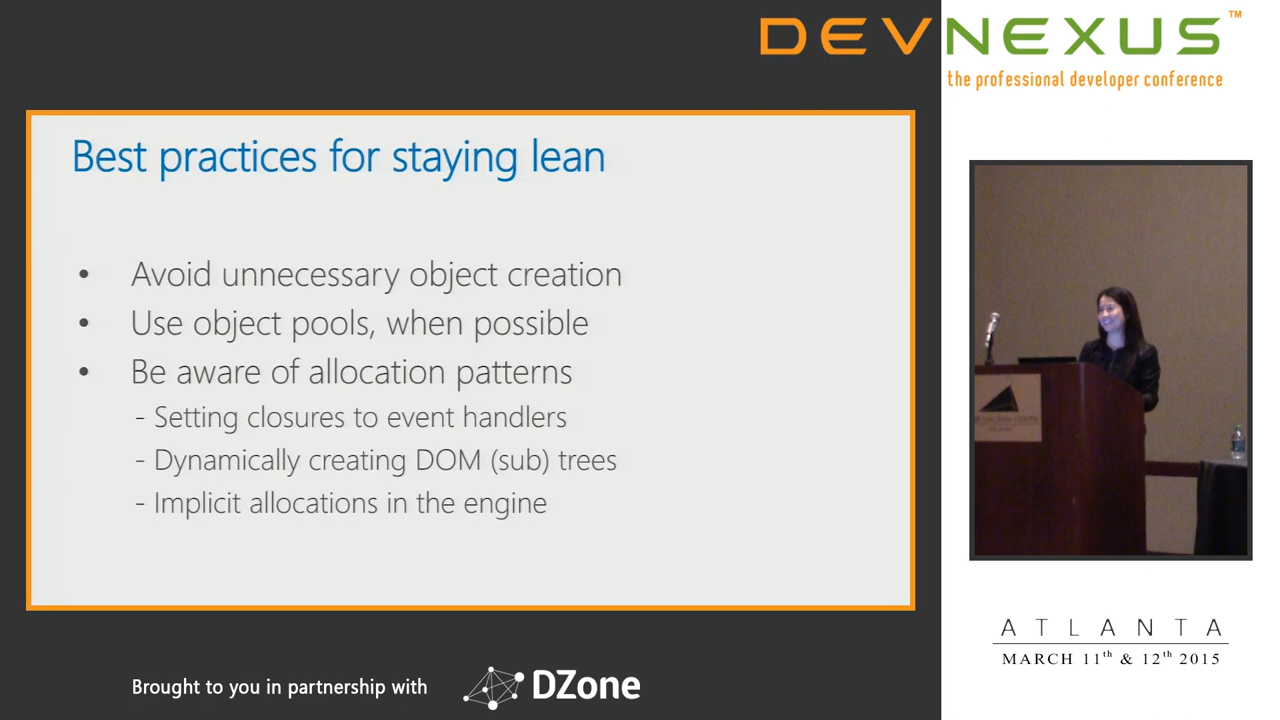 DEVNEXUS™
the professional developer conference
Best practices for staying lean
• Avoid unnecessary object creation
• Use object pools, when possible
• Be aware of allocation patterns
- Setting closures to event handlers
- Dynamically creating DOM (sub) trees
- Implicit allocations in the engine
ATLANTA
MARCH 11th & 12th 2015
Brought to you in partnership with
DZone